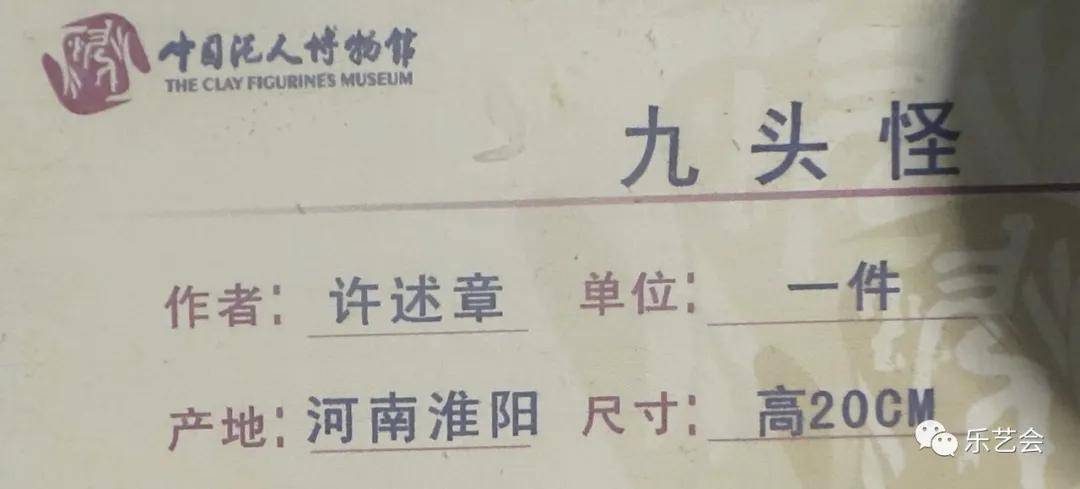 中国泥人博物馆
THE CLAY FIGURINES MUSEUM
九头怪
作者: 许述章 单位: 一件
产地: 河南淮阳 尺寸: 高20CM
乐艺会